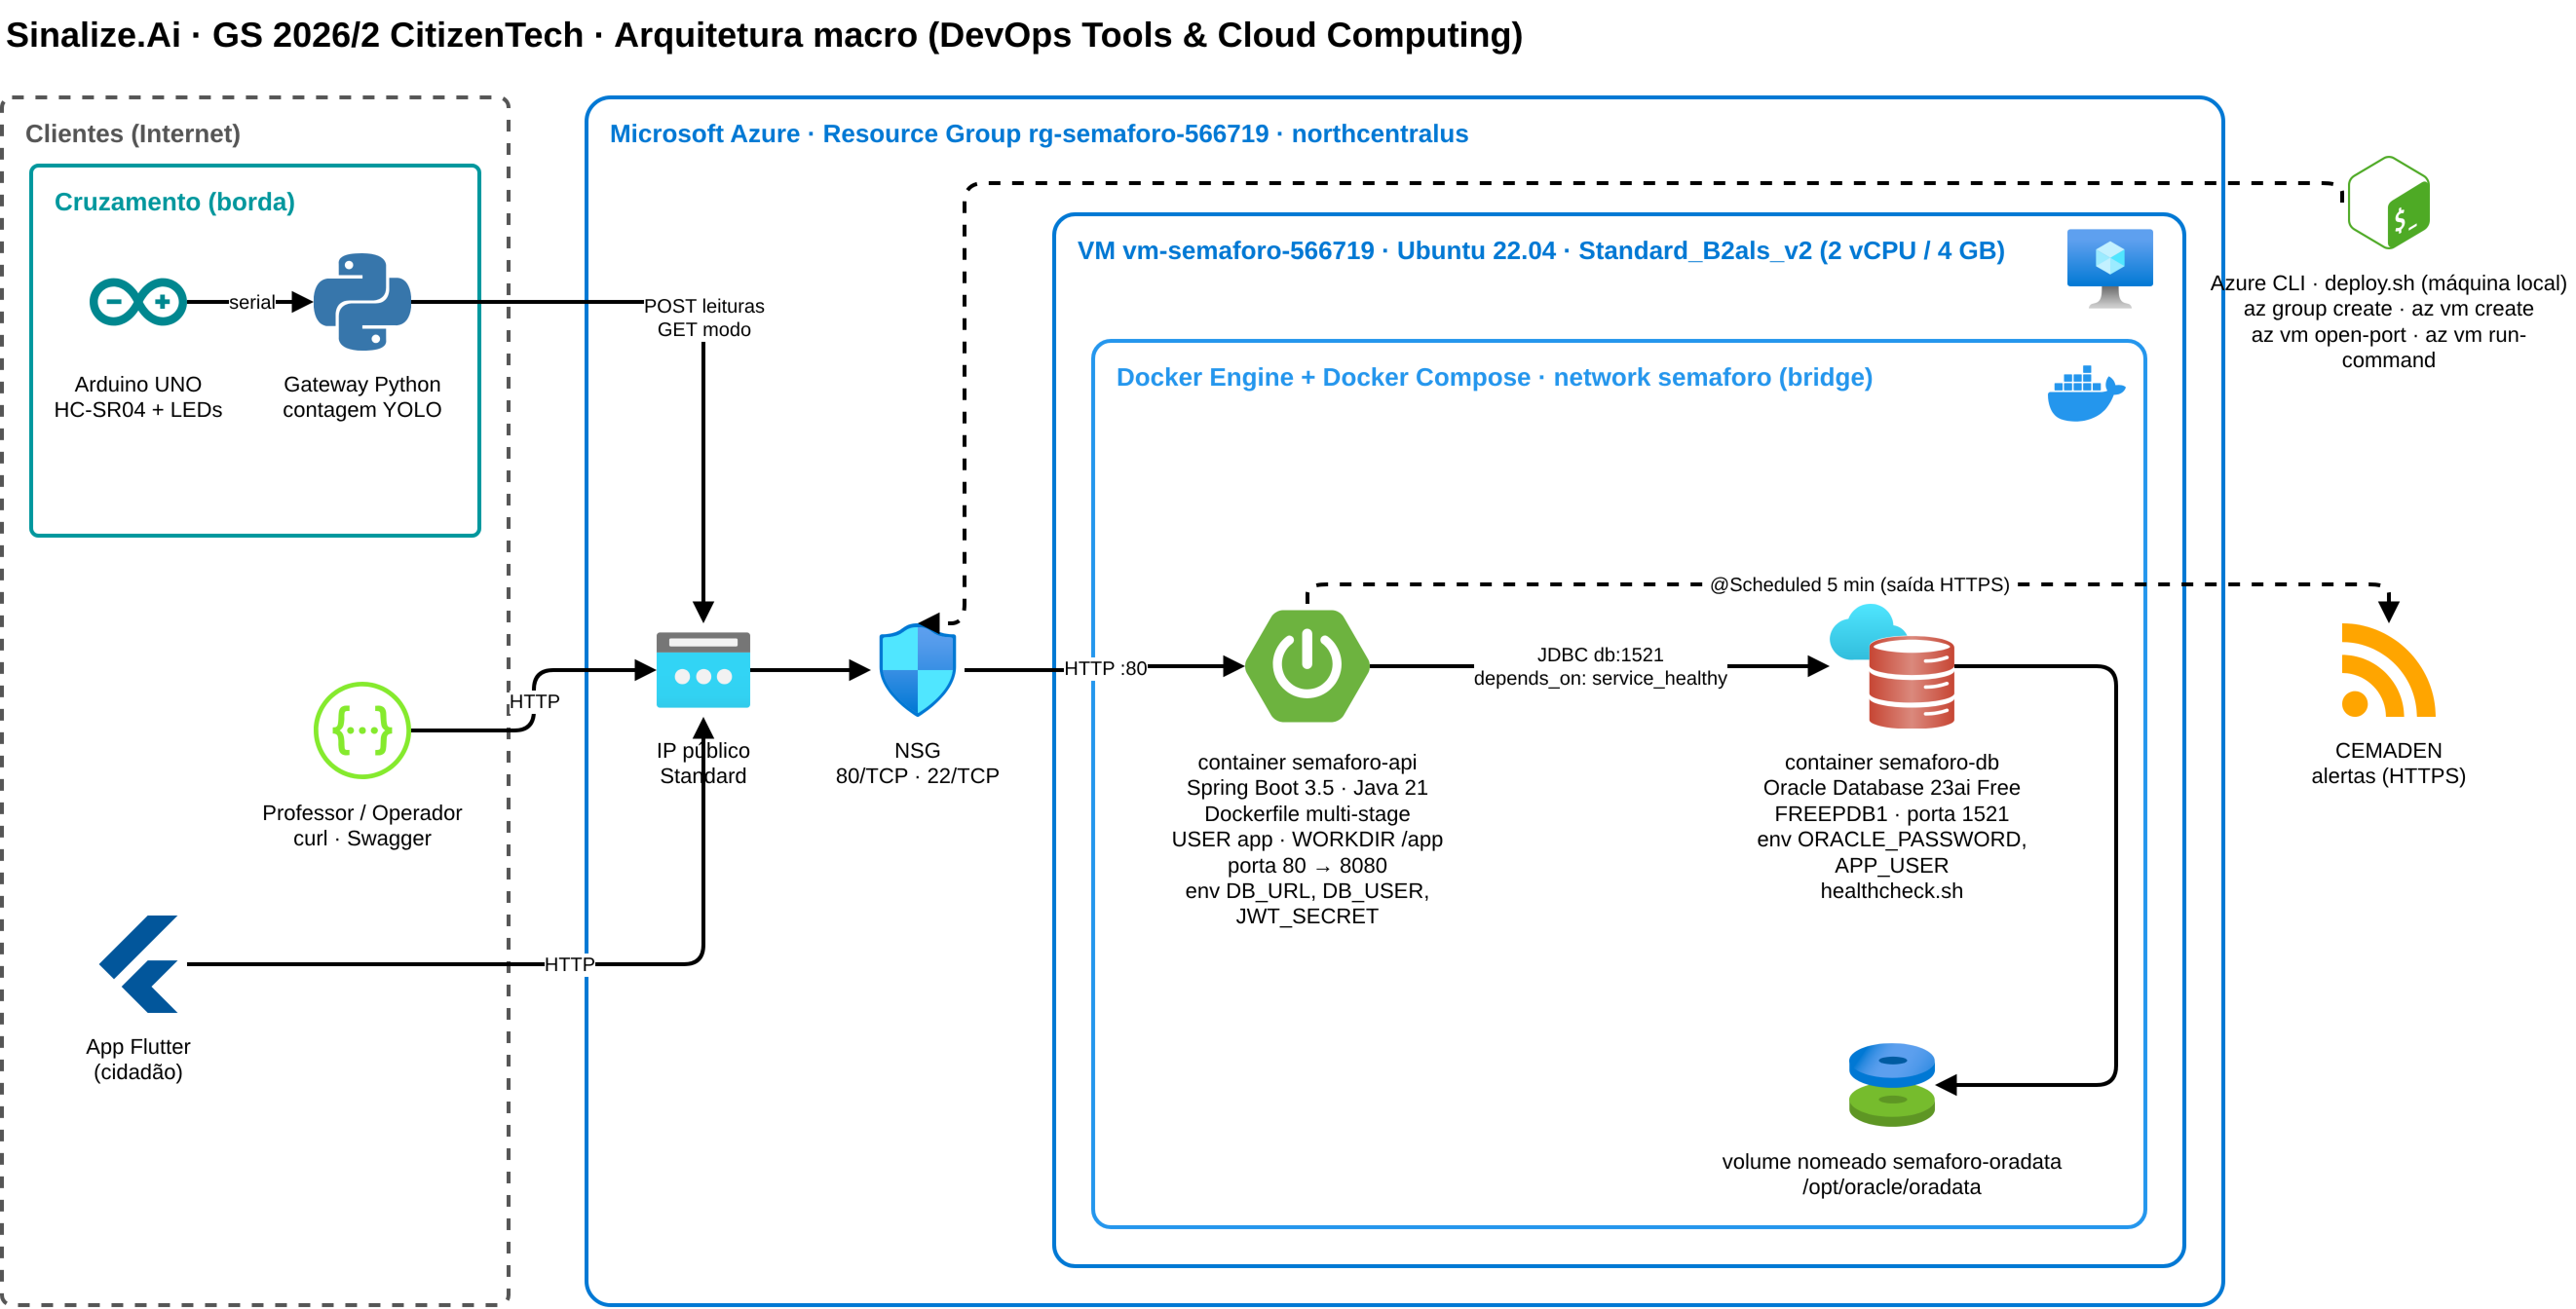 Sinalize.Ai · GS 2026/2 CitizenTech · Arquitetura macro (DevOps Tools & Cloud Computing)
Clientes (Internet)
Cruzamento (borda)
serial
Arduino UNO
HC-SR04 + LEDs
Gateway Python
contagem YOLO
POST leituras
GET modo
HTTP
Professor / Operador
curl · Swagger
HTTP
App Flutter
(cidadão)
Microsoft Azure · Resource Group rg-semaforo-566719 · northcentralus
IP público
Standard
NSG
80/TCP · 22/TCP
HTTP :80
VM vm-semaforo-566719 · Ubuntu 22.04 · Standard_B2als_v2 (2 vCPU / 4 GB)
Docker Engine + Docker Compose · network semaforo (bridge)
@Scheduled 5 min (saída HTTPS)
JDBC db:1521
depends_on: service_healthy
container semaforo-api
Spring Boot 3.5 · Java 21
Dockerfile multi-stage
USER app · WORKDIR /app
porta 80 → 8080
env DB_URL, DB_USER,
JWT_SECRET
container semaforo-db
Oracle Database 23ai Free
FREEPDB1 · porta 1521
env ORACLE_PASSWORD,
APP_USER
healthcheck.sh
volume nomeado semaforo-oradata
/opt/oracle/oradata
$_
Azure CLI · deploy.sh (máquina local)
az group create · az vm create
az vm open-port · az vm run-
command
CEMADEN
alertas (HTTPS)